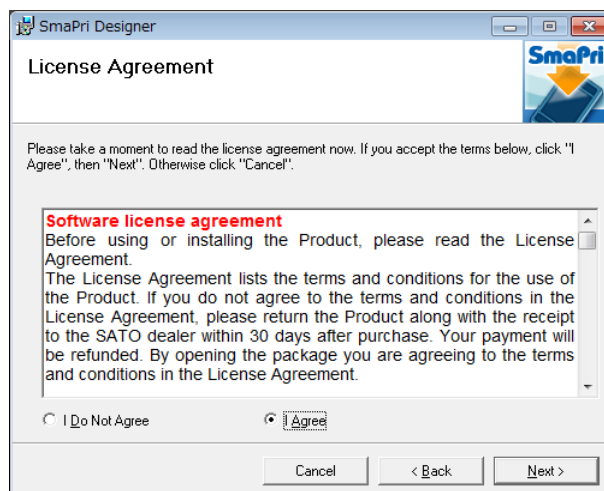 SmaPri Designer
License Agreement
SmaPri
Please take a moment to read the license agreement now. If you accept the terms below, click "I
Agree", then "Next". Otherwise click "Cancel".
Software license agreement
Before using or installing the Product, please read the License
Agreement.
The License Agreement lists the terms and conditions for the use of
the Product. If you do not agree to the terms and conditions in the
License Agreement, please return the Product along with the receipt
to the SATO dealer within 30 days after purchase. Your payment will
be refunded. By opening the package you are agreeing to the terms
and conditions in the License Agreement.
I Do Not Agree
I Agree
Cancel
< Back
Next >